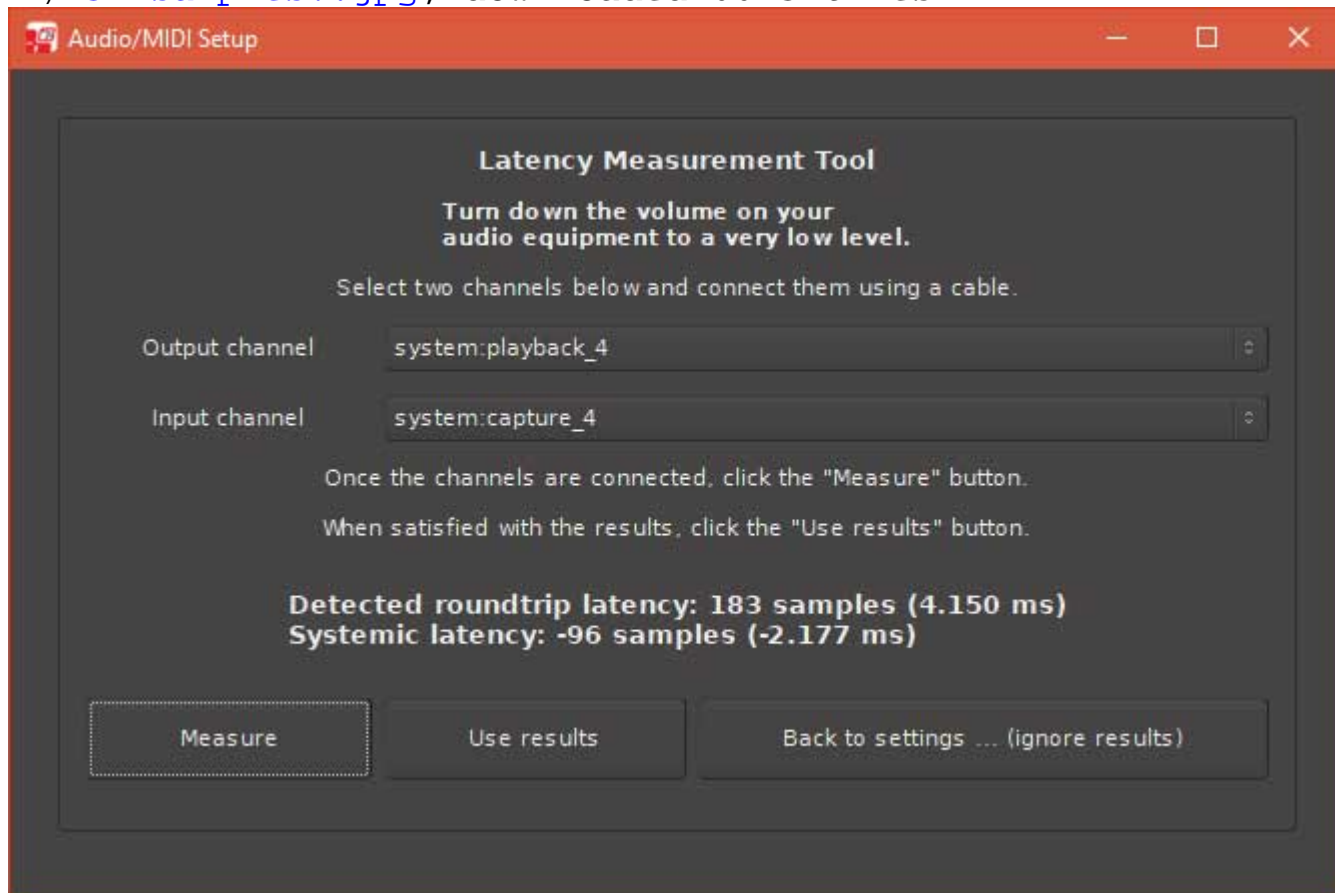 Audio/MIDI Setup
Latency Measurement Tool
Turn down the volume on your
audio equipment to a very low level.
Select two channels below and connect them using a cable.
Output channel system:playback_4
Input channel system:capture_4
Once the channels are connected, click the "Measure" button.
When satisfied with the results, click the "Use results" button.
Detected roundtrip latency: 183 samples (4.150 ms)
Systemic latency: -96 samples (-2.177 ms)
Measure Use results Back to settings ... (ignore results)